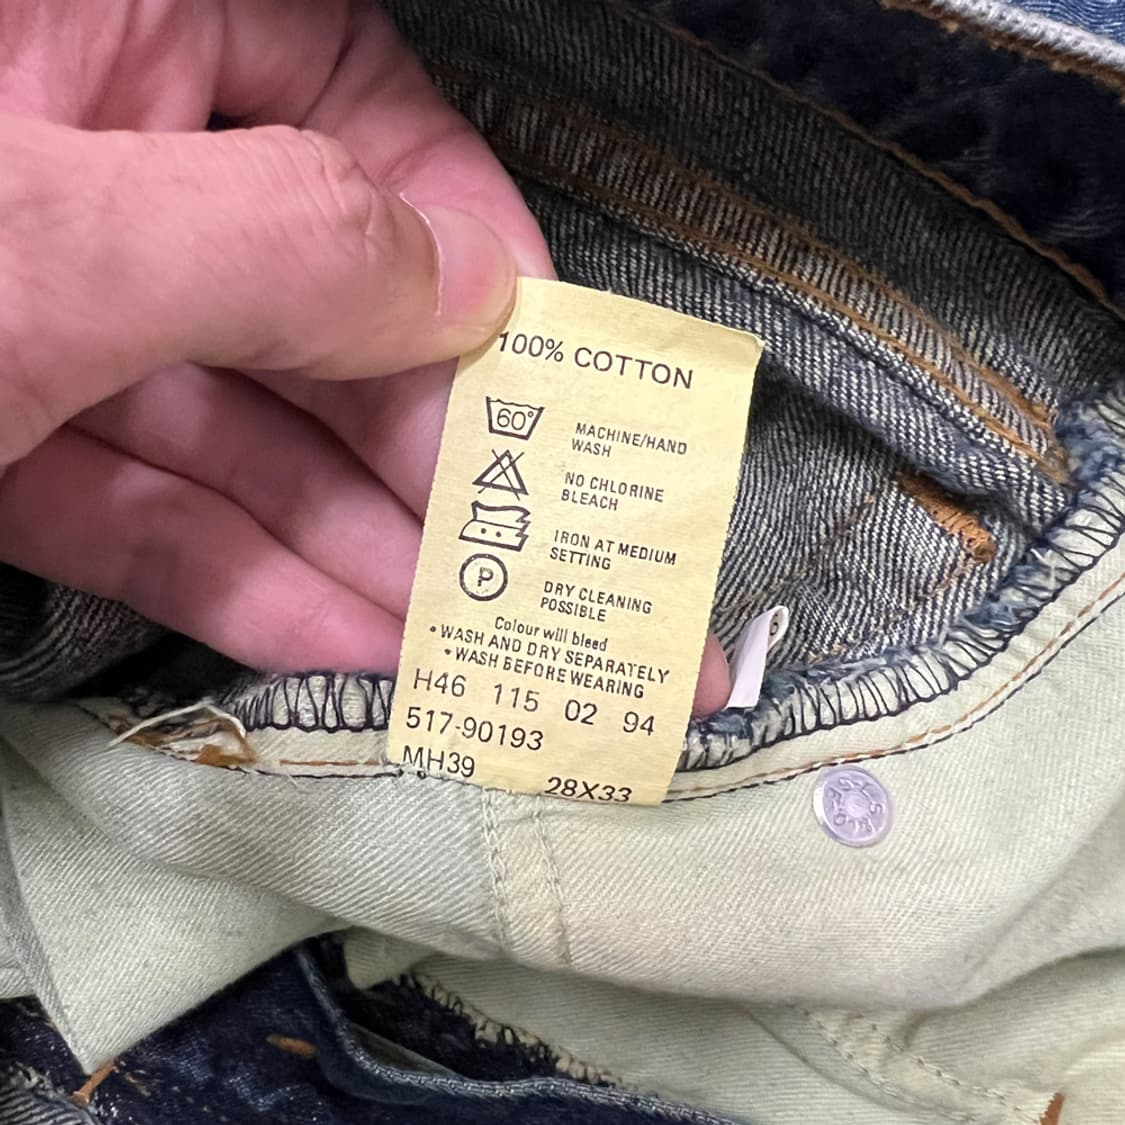 100% COTTON
60°
MACHINE/HAND
WASH
NO CHLORINE
BLEACH
IRON AT MEDIUM
SETTING
P
DRY CLEANING
POSSIBLE
Colour will bleed
• WASH AND DRY SEPARATELY
• WASH BEFORE WEARING
H46 115 02 94
517-90193
MH39 28X33